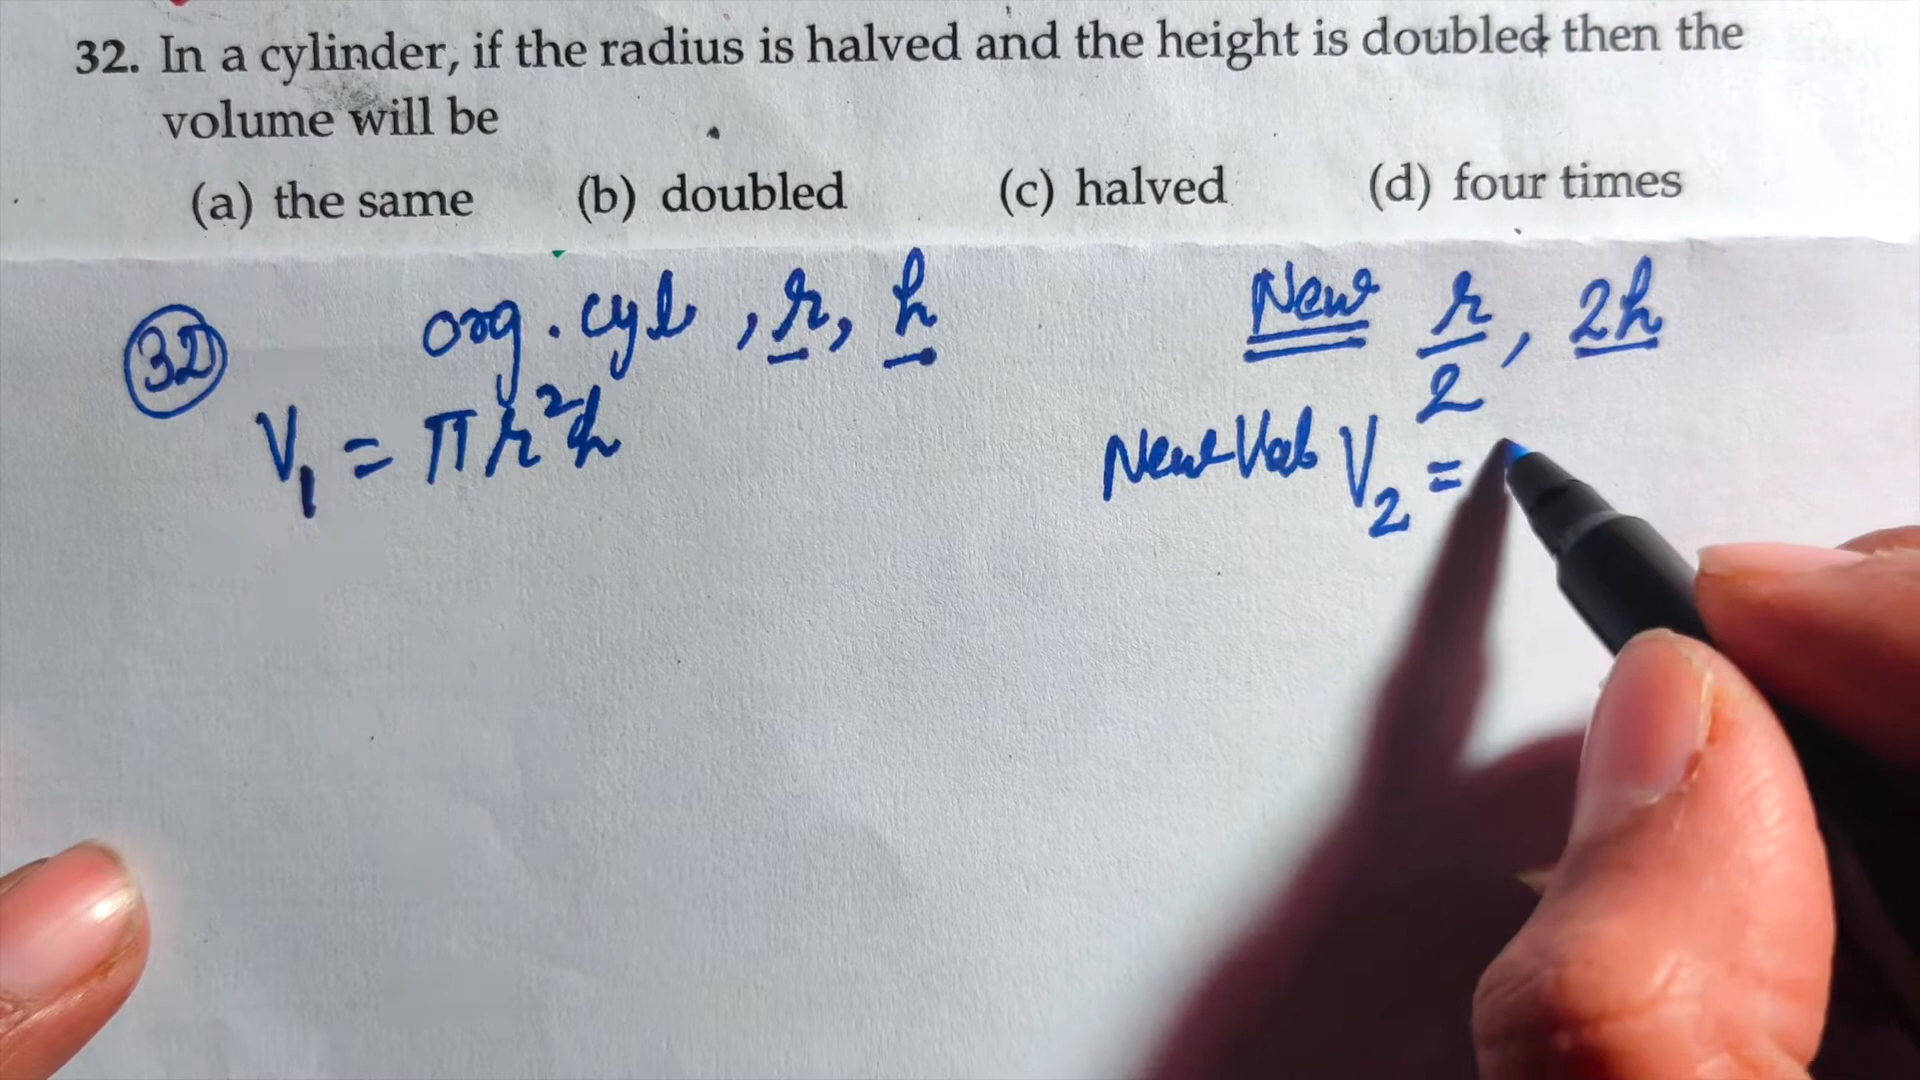 32. In a cylinder, if the radius is halved and the height is doubled then the
volume will be
(a) the same (b) doubled (c) halved (d) four times
32 org. cyl, r, h New r/2, 2h
V₁ = πr²h New Vol V₂ =